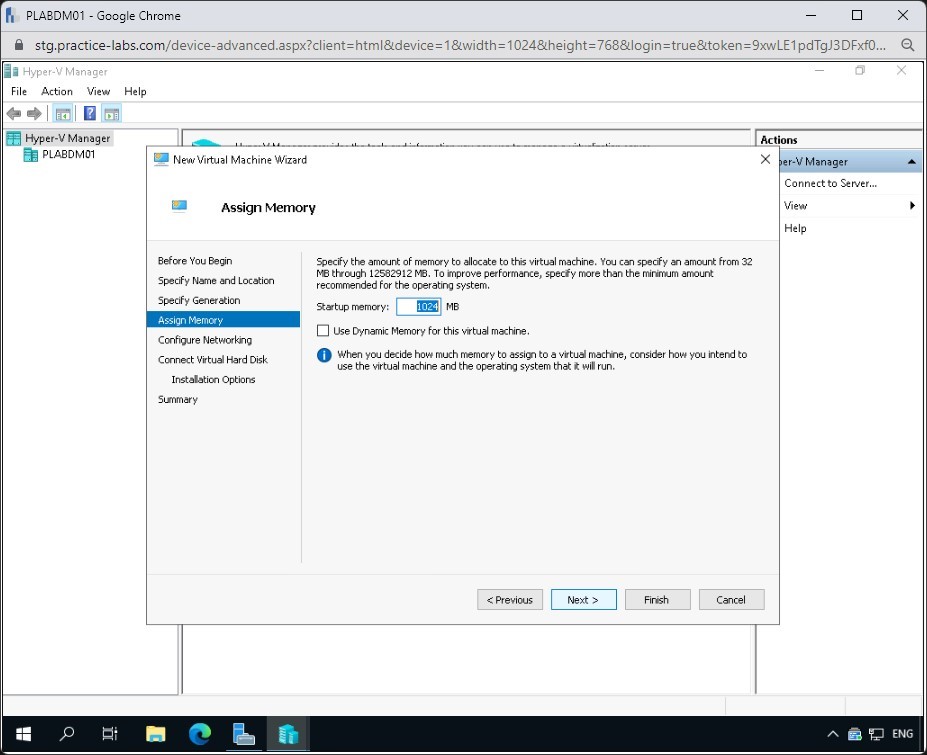 PLABDM01 - Google Chrome
stg.practice-labs.com/device-advanced.aspx?client=html&device=1&width=1024&height=768&login=true&token=9xwLE1pdTgJ3DFxf0...
Hyper-V Manager
File Action View Help
Hyper-V Manager
PLABDM01
Actions
per-V Manager
Connect to Server...
View
Help
New Virtual Machine Wizard
Assign Memory
Before You Begin
Specify Name and Location
Specify Generation
Assign Memory
Configure Networking
Connect Virtual Hard Disk
Installation Options
Summary
Specify the amount of memory to allocate to this virtual machine. You can specify an amount from 32
MB through 12582912 MB. To improve performance, specify more than the minimum amount
recommended for the operating system.
Startup memory: 1024 MB
Use Dynamic Memory for this virtual machine.
When you decide how much memory to assign to a virtual machine, consider how you intend to
use the virtual machine and the operating system that it will run.
< Previous Next > Finish Cancel
ENG